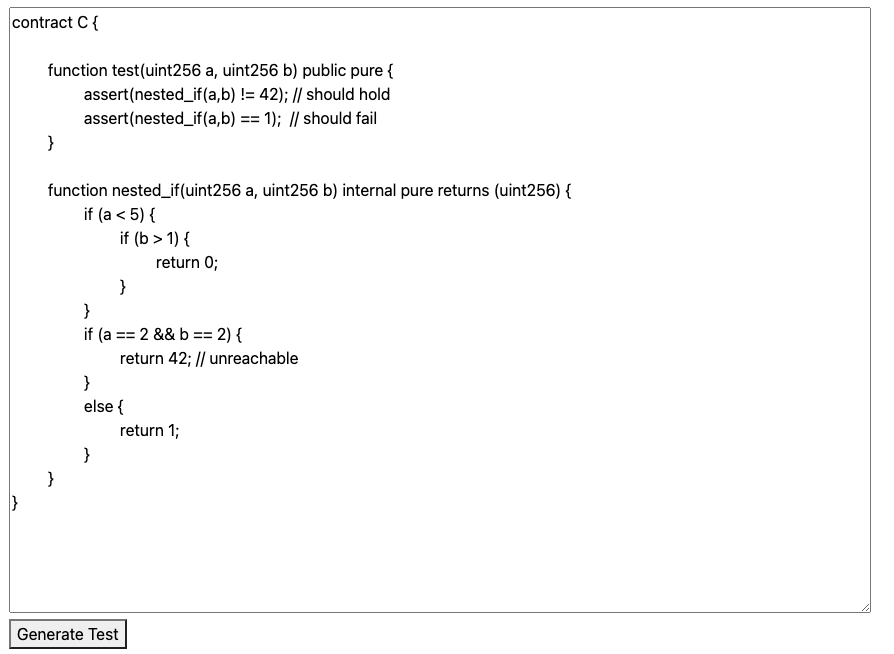 contract C {
function test(uint256 a, uint256 b) public pure {
assert(nested_if(a,b) != 42); // should hold
assert(nested_if(a,b) == 1);  // should fail
}
function nested_if(uint256 a, uint256 b) internal pure returns (uint256) {
if (a < 5) {
if (b > 1) {
return 0;
}
}
if (a == 2 && b == 2) {
return 42; // unreachable
}
else {
return 1;
}
}
}
Generate Test